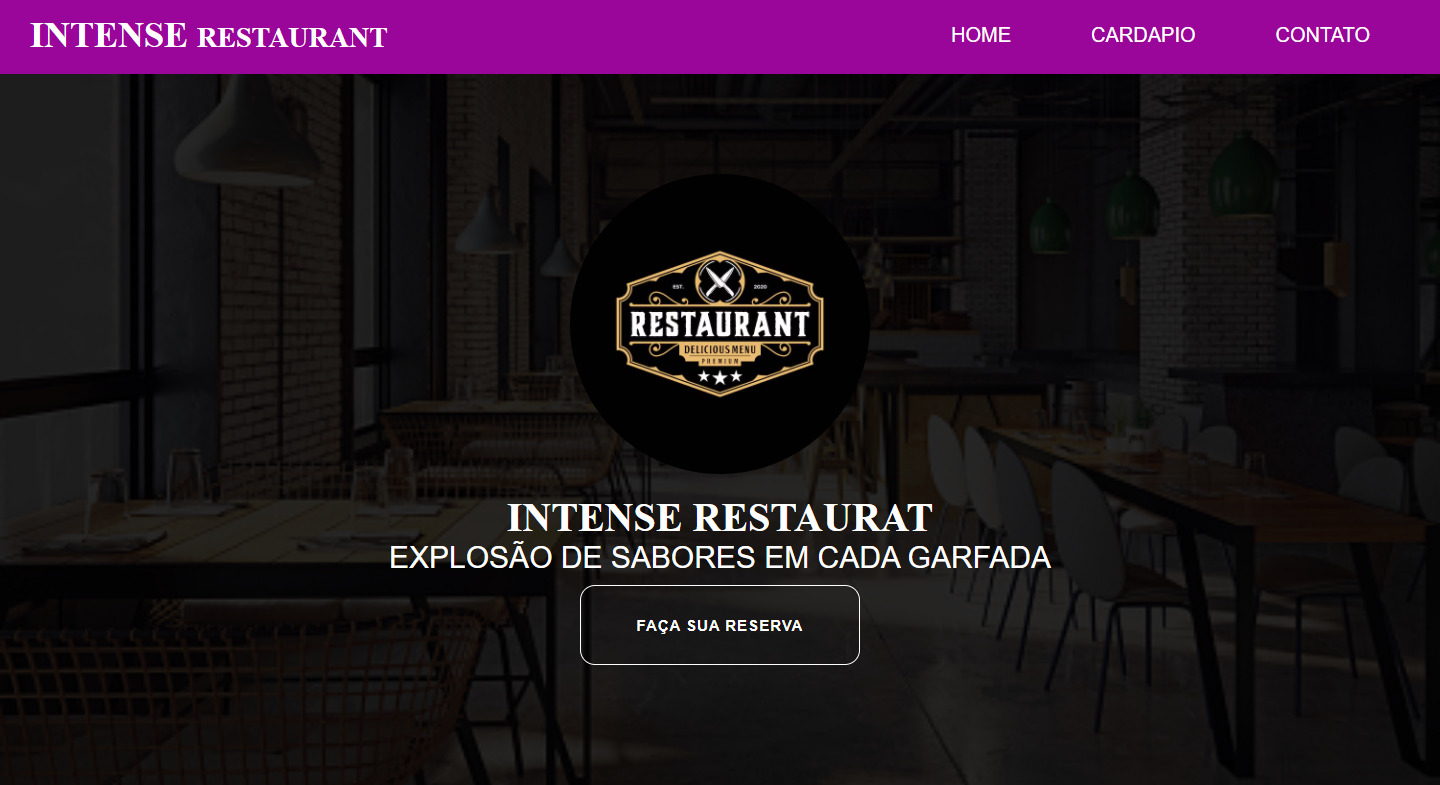 INTENSE RESTAURANT
HOME CARDAPIO CONTATO
EST. 2020
RESTAURANT
DELICIOUS MENU
PREMIUM
INTENSE RESTAURAT
EXPLOSÃO DE SABORES EM CADA GARFADA
FAÇA SUA RESERVA